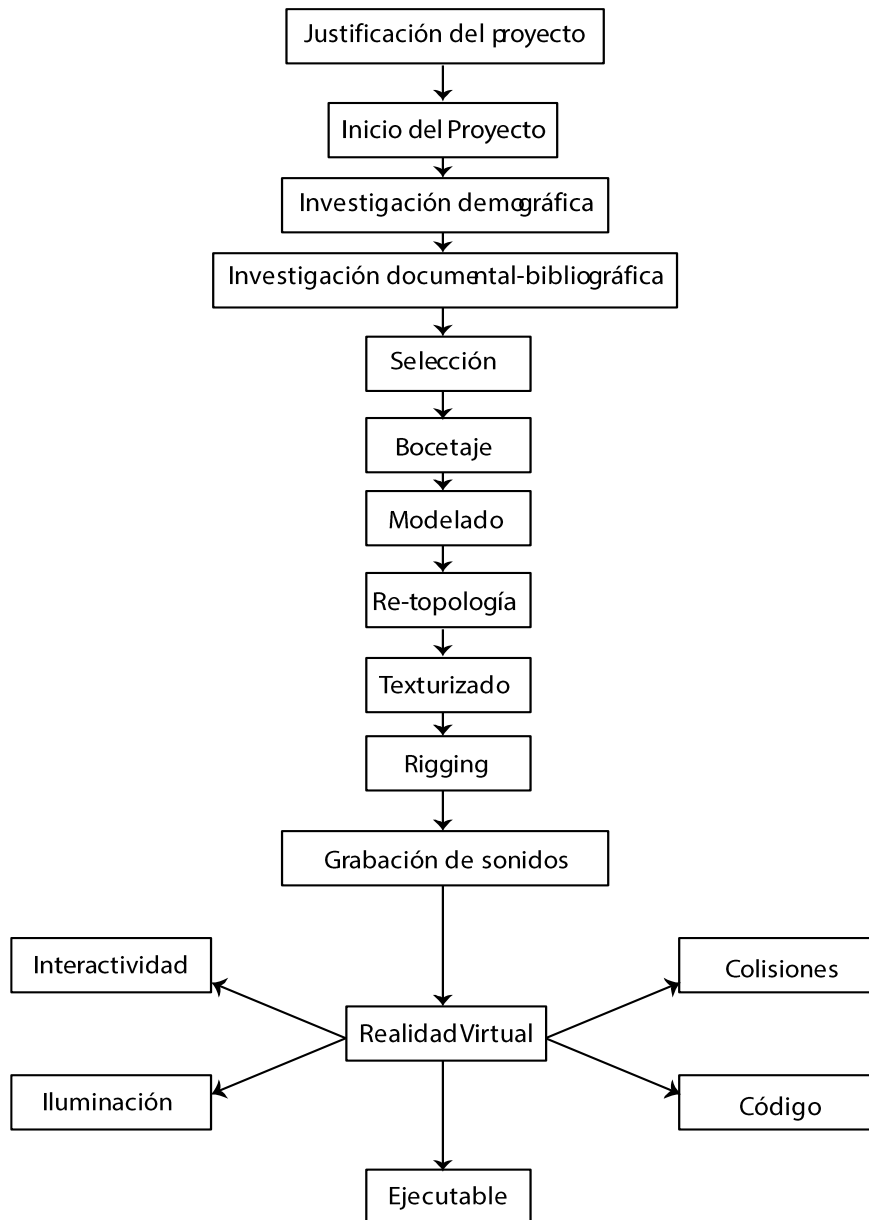 Justificación del proyecto
Inicio del Proyecto
Investigación demográfica
Investigación documental-bibliográfica
Selección
Bocetaje
Modelado
Re-topología
Texturizado
Rigging
Grabación de sonidos
Interactividad
Colisiones
Realidad Virtual
Iluminación
Código
Ejecutable